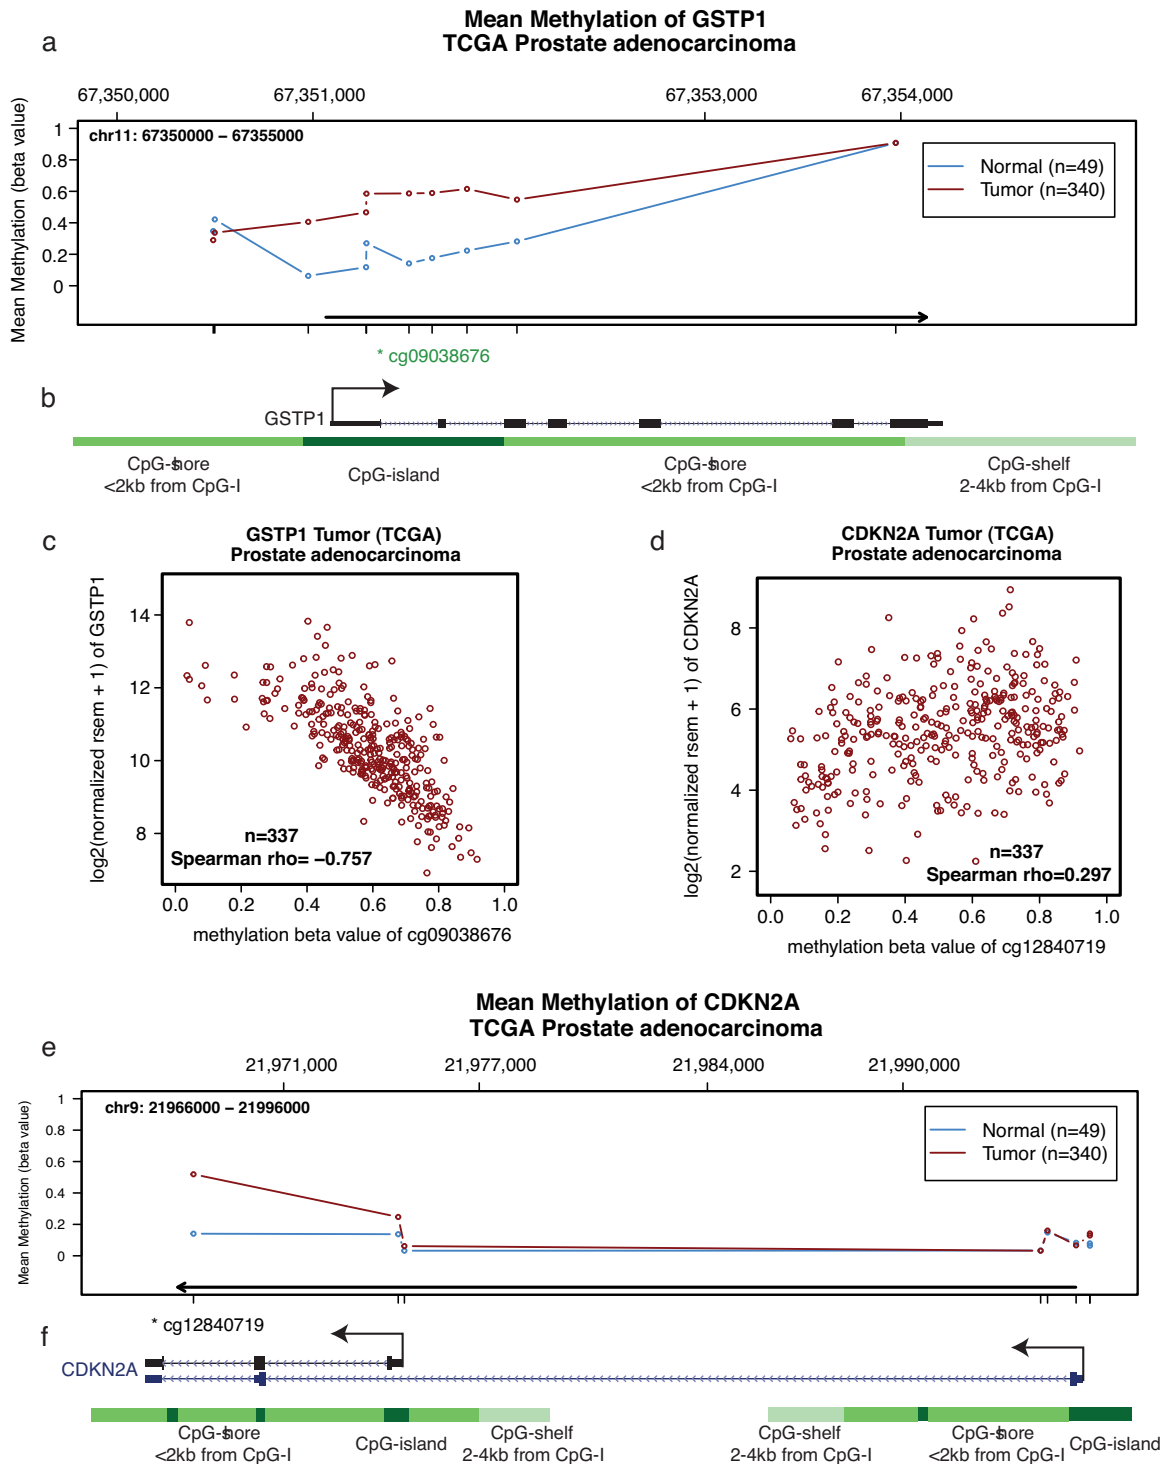 a
Mean Methylation of GSTP1
TCGA Prostate adenocarcinoma
67,350,000 67,351,000 67,353,000 67,354,000
Mean Methylation (beta value)
1
0.8
0.6
0.4
0.2
0
chr11: 67350000 – 67355000
Normal (n=49)
Tumor (n=340)
* cg09038676
b
GSTP1
CpG-shore
<2kb from CpG-I
CpG-island
CpG-shore
<2kb from CpG-I
CpG-shelf
2-4kb from CpG-I
c
GSTP1 Tumor (TCGA)
Prostate adenocarcinoma
log2(normalized rsem + 1) of GSTP1
14
12
10
8
n=337
Spearman rho= −0.757
0.0 0.2 0.4 0.6 0.8 1.0
methylation beta value of cg09038676
d
CDKN2A Tumor (TCGA)
Prostate adenocarcinoma
log2(normalized rsem + 1) of CDKN2A
8
6
4
2
n=337
Spearman rho=0.297
0.0 0.2 0.4 0.6 0.8 1.0
methylation beta value of cg12840719
Mean Methylation of CDKN2A
TCGA Prostate adenocarcinoma
e
21,971,000 21,977,000 21,984,000 21,990,000
Mean Methylation (beta value)
1
0.8
0.6
0.4
0.2
0
chr9: 21966000 – 21996000
Normal (n=49)
Tumor (n=340)
f
* cg12840719
CDKN2A
CpG-shore
<2kb from CpG-I
CpG-island
CpG-shelf
2-4kb from CpG-I
CpG-shelf
2-4kb from CpG-I
CpG-shore
<2kb from CpG-I
CpG-island